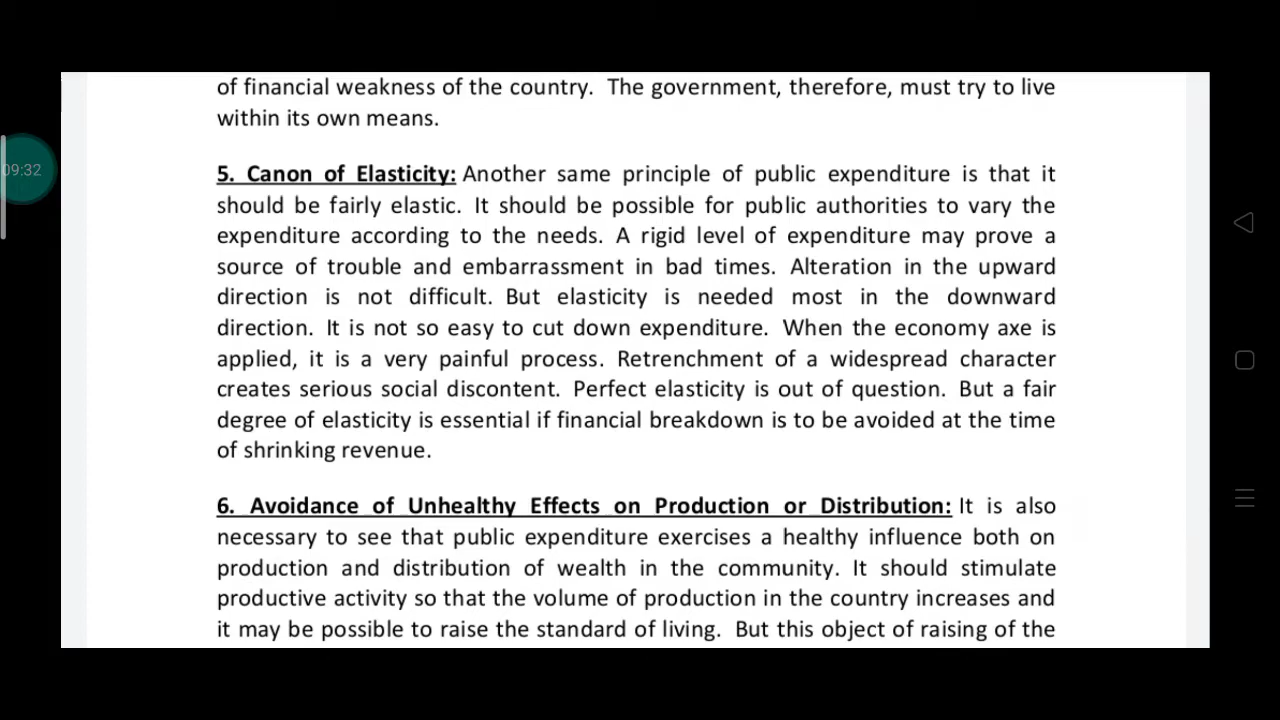 of financial weakness of the country. The government, therefore, must try to live
within its own means.
09:32
5. Canon of Elasticity: Another same principle of public expenditure is that it
should be fairly elastic. It should be possible for public authorities to vary the
expenditure according to the needs. A rigid level of expenditure may prove a
source of trouble and embarrassment in bad times. Alteration in the upward
direction is not difficult. But elasticity is needed most in the downward
direction. It is not so easy to cut down expenditure. When the economy axe is
applied, it is a very painful process. Retrenchment of a widespread character
creates serious social discontent. Perfect elasticity is out of question. But a fair
degree of elasticity is essential if financial breakdown is to be avoided at the time
of shrinking revenue.
6. Avoidance of Unhealthy Effects on Production or Distribution: It is also
necessary to see that public expenditure exercises a healthy influence both on
production and distribution of wealth in the community. It should stimulate
productive activity so that the volume of production in the country increases and
it may be possible to raise the standard of living. But this object of raising of the